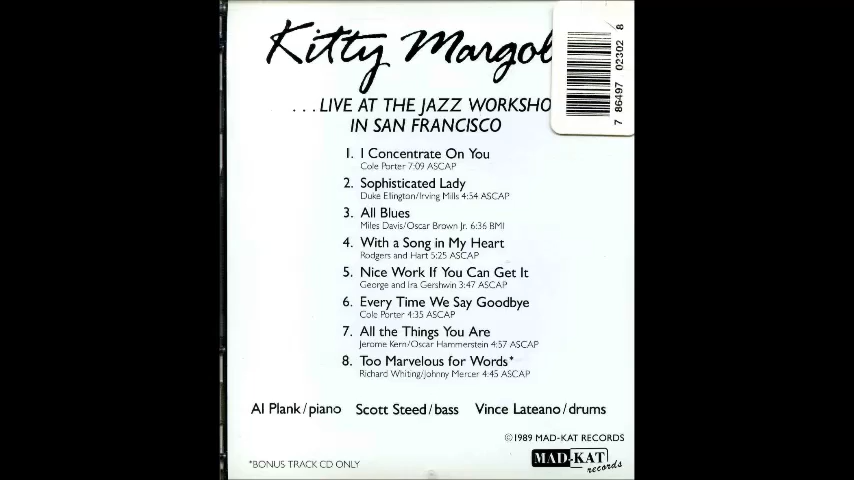 Kitty Margol
...LIVE AT THE JAZZ WORKSHO
IN SAN FRANCISCO
1. I Concentrate On You
Cole Porter 7:09 ASCAP
2. Sophisticated Lady
Duke Ellington/Irving Mills 4:54 ASCAP
3. All Blues
Miles Davis/Oscar Brown Jr. 6:36 BMI
4. With a Song in My Heart
Rodgers and Hart 5:25 ASCAP
5. Nice Work If You Can Get It
George and Ira Gershwin 3:47 ASCAP
6. Every Time We Say Goodbye
Cole Porter 4:35 ASCAP
7. All the Things You Are
Jerome Kern/Oscar Hammerstein 4:57 ASCAP
8. Too Marvelous for Words*
Richard Whiting/Johnny Mercer 4:45 ASCAP
Al Plank/piano Scott Steed/bass Vince Lateano/drums
©1989 MAD-KAT RECORDS
MAD-KAT
records
*BONUS TRACK CD ONLY
7 86497 02302 8